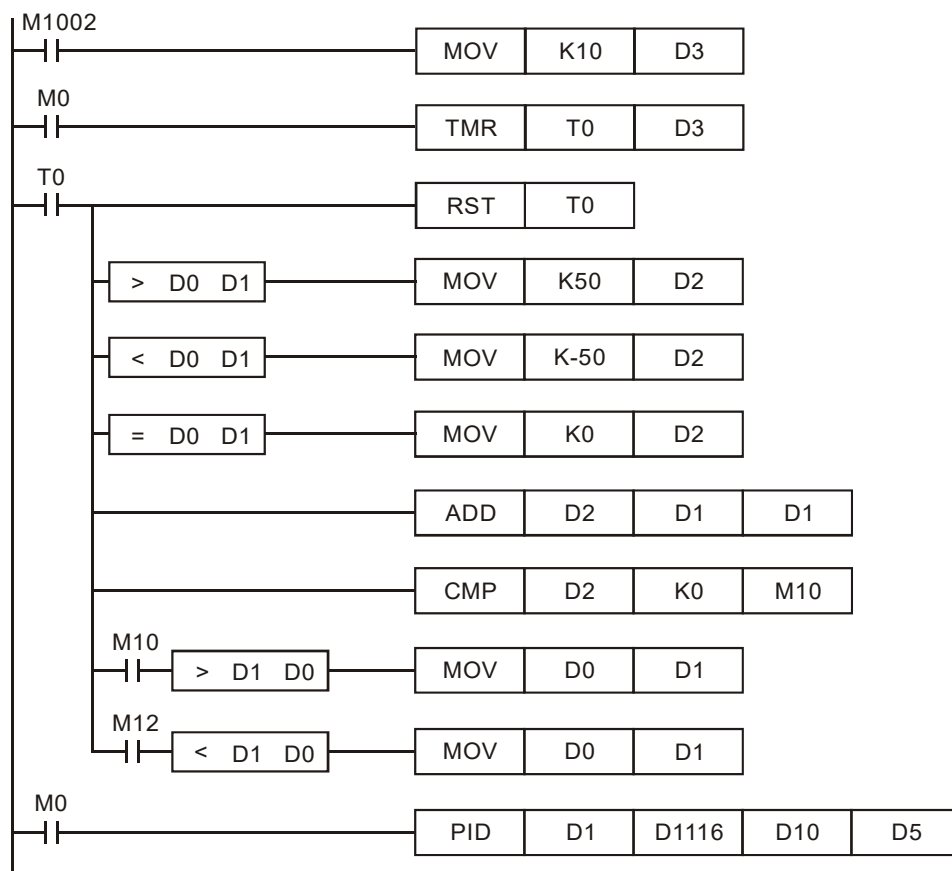 M1002
MOV K10 D3
M0
TMR T0 D3
T0
RST T0
> D0 D1 MOV K50 D2
< D0 D1 MOV K-50 D2
= D0 D1 MOV K0 D2
ADD D2 D1 D1
CMP D2 K0 M10
M10
> D1 D0 MOV D0 D1
M12
< D1 D0 MOV D0 D1
M0
PID D1 D1116 D10 D5